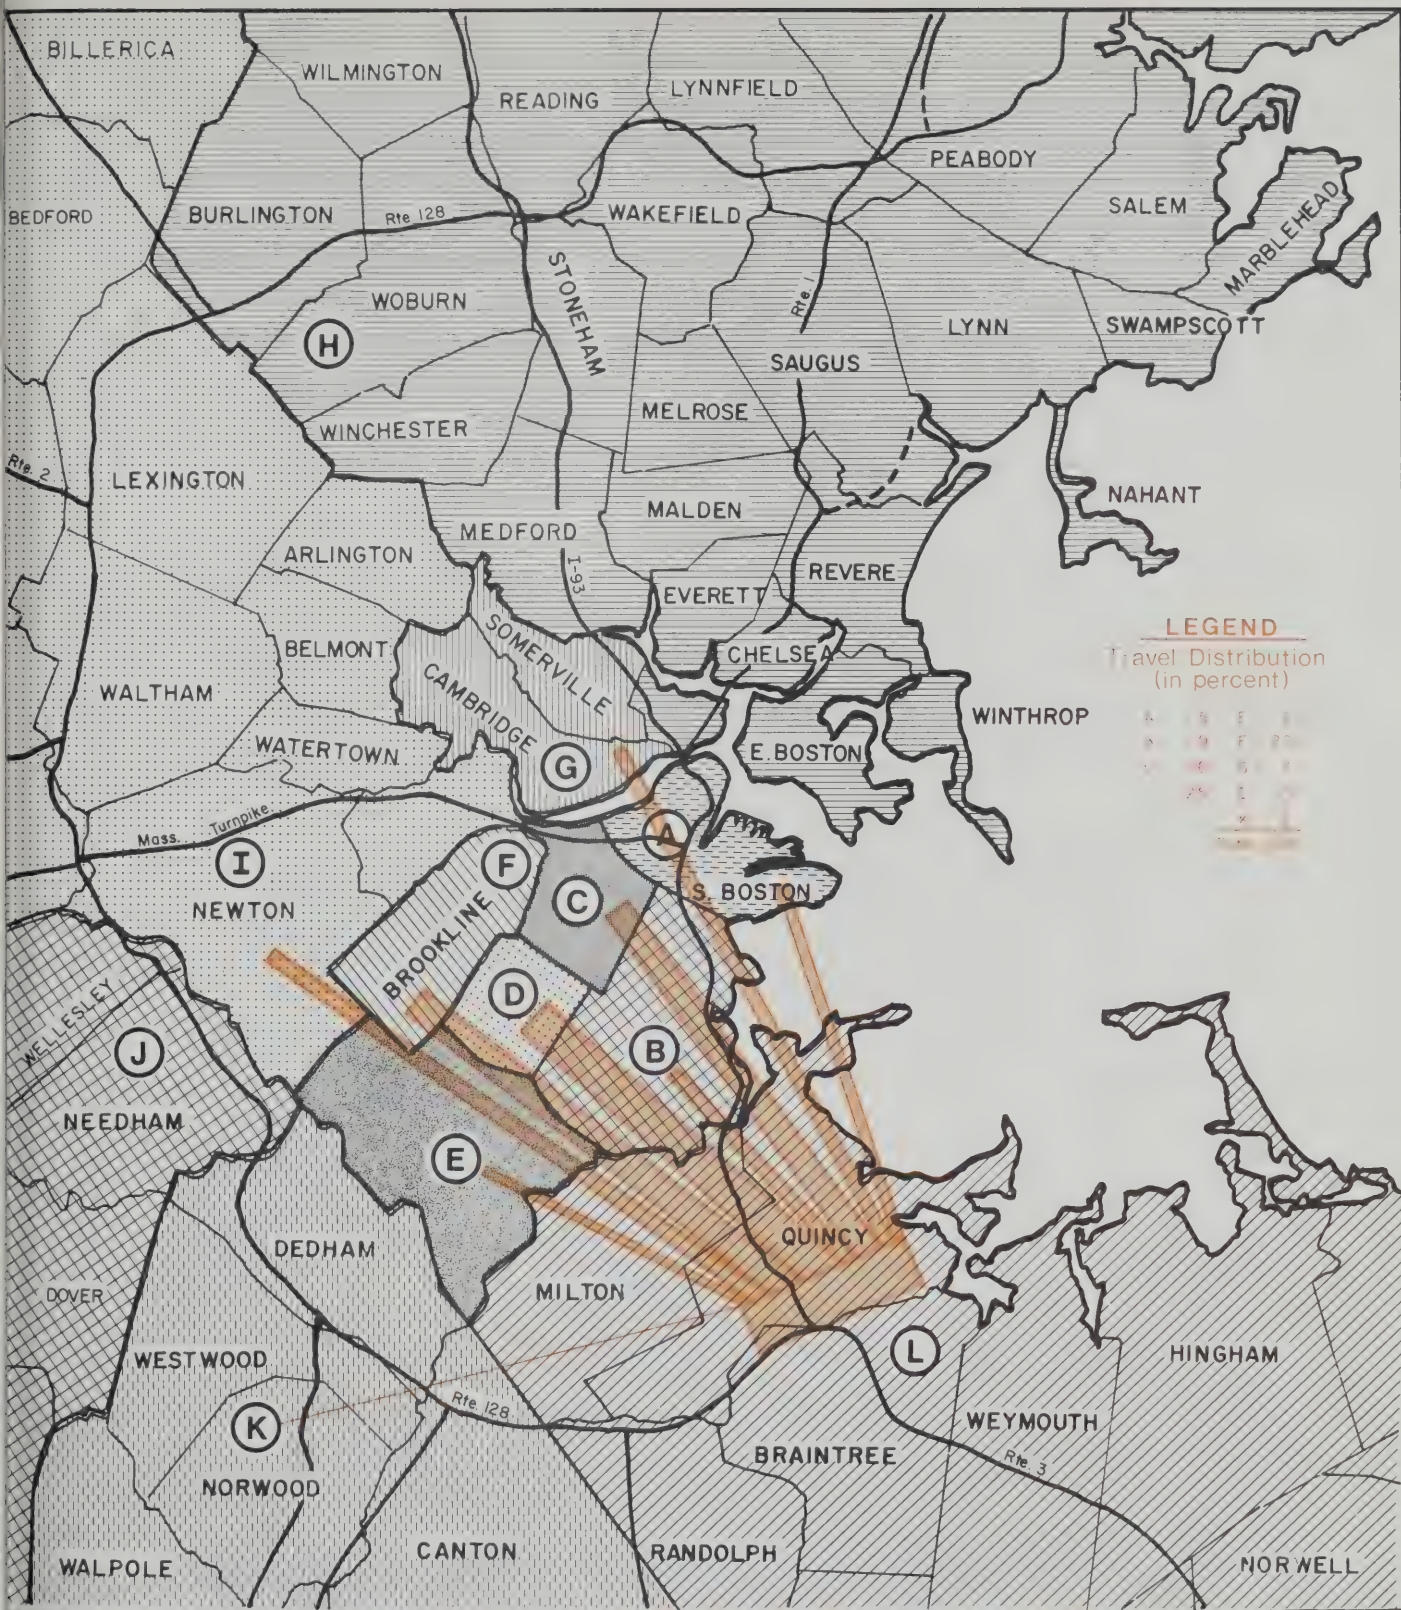 BILLERICA
WILMINGTON
READING
LYNNFIELD
PEABODY
BEDFORD
BURLINGTON
Rte 128
WAKEFIELD
SALEM
MARBLEHEAD
STONEHAM
WOBURN
H
Rte. 1
LYNN
SWAMPSCOTT
SAUGUS
MELROSE
WINCHESTER
Rte. 2
LEXINGTON
NAHANT
MALDEN
MEDFORD
ARLINGTON
I-93
REVERE
EVERETT
SOMERVILLE
BELMONT
CHELSEA
LEGEND
Travel Distribution
(in percent)
WALTHAM
CAMBRIDGE
WINTHROP
WATERTOWN
G
E. BOSTON
Mass. Turnpike
A
I
F
C
S. BOSTON
NEWTON
BROOKLINE
D
WELLESLEY
J
B
NEEDHAM
E
QUINCY
DEDHAM
MILTON
DOVER
WESTWOOD
L
HINGHAM
Rte. 128
K
WEYMOUTH
BRAINTREE
Rte. 3
NORWOOD
CANTON
RANDOLPH
WALPOLE
NORWELL